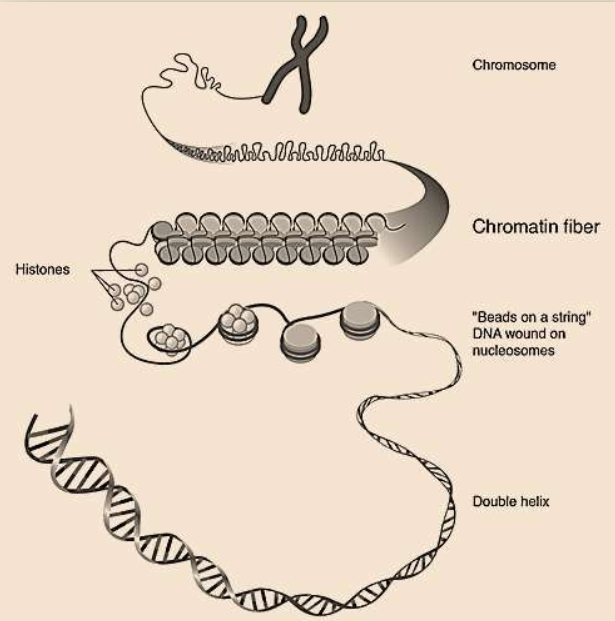 Chromosome
Chromatin fiber
Histones
"Beads on a string"
DNA wound on
nucleosomes
Double helix